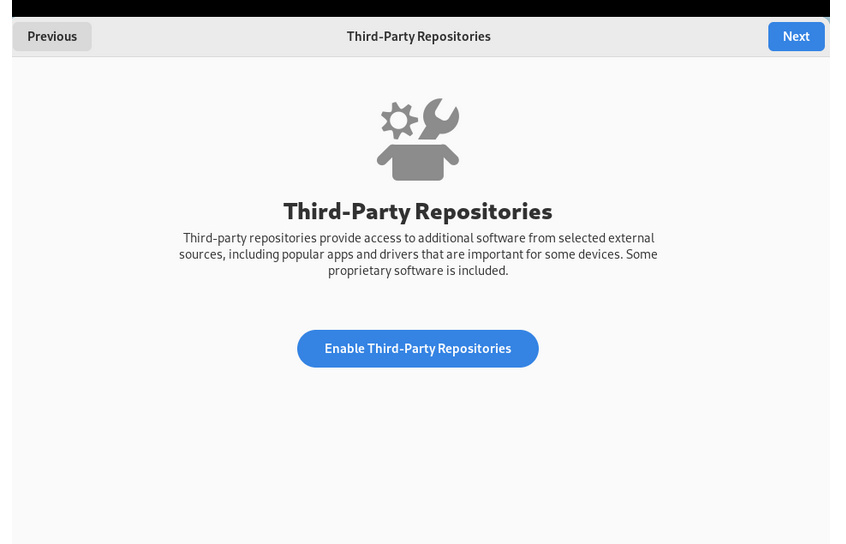 Previous
Third-Party Repositories
Next
Third-Party Repositories
Third-party repositories provide access to additional software from selected external
sources, including popular apps and drivers that are important for some devices. Some
proprietary software is included.
Enable Third-Party Repositories